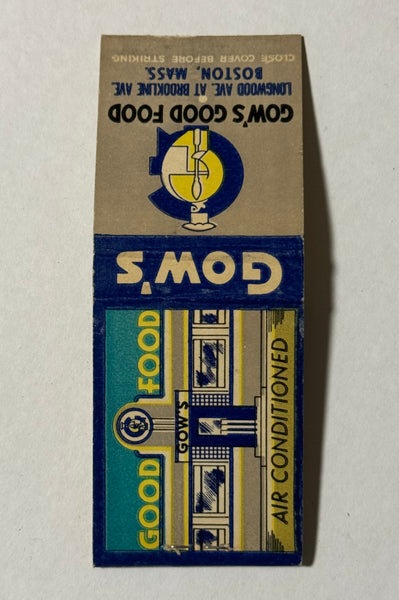 CLOSE COVER BEFORE STRIKING
GOW'S GOOD FOOD
LONGWOOD AVE. AT BROOKLINE AVE.
BOSTON, MASS.
GOW'S
GOOD FOOD
GOW'S
AIR CONDITIONED